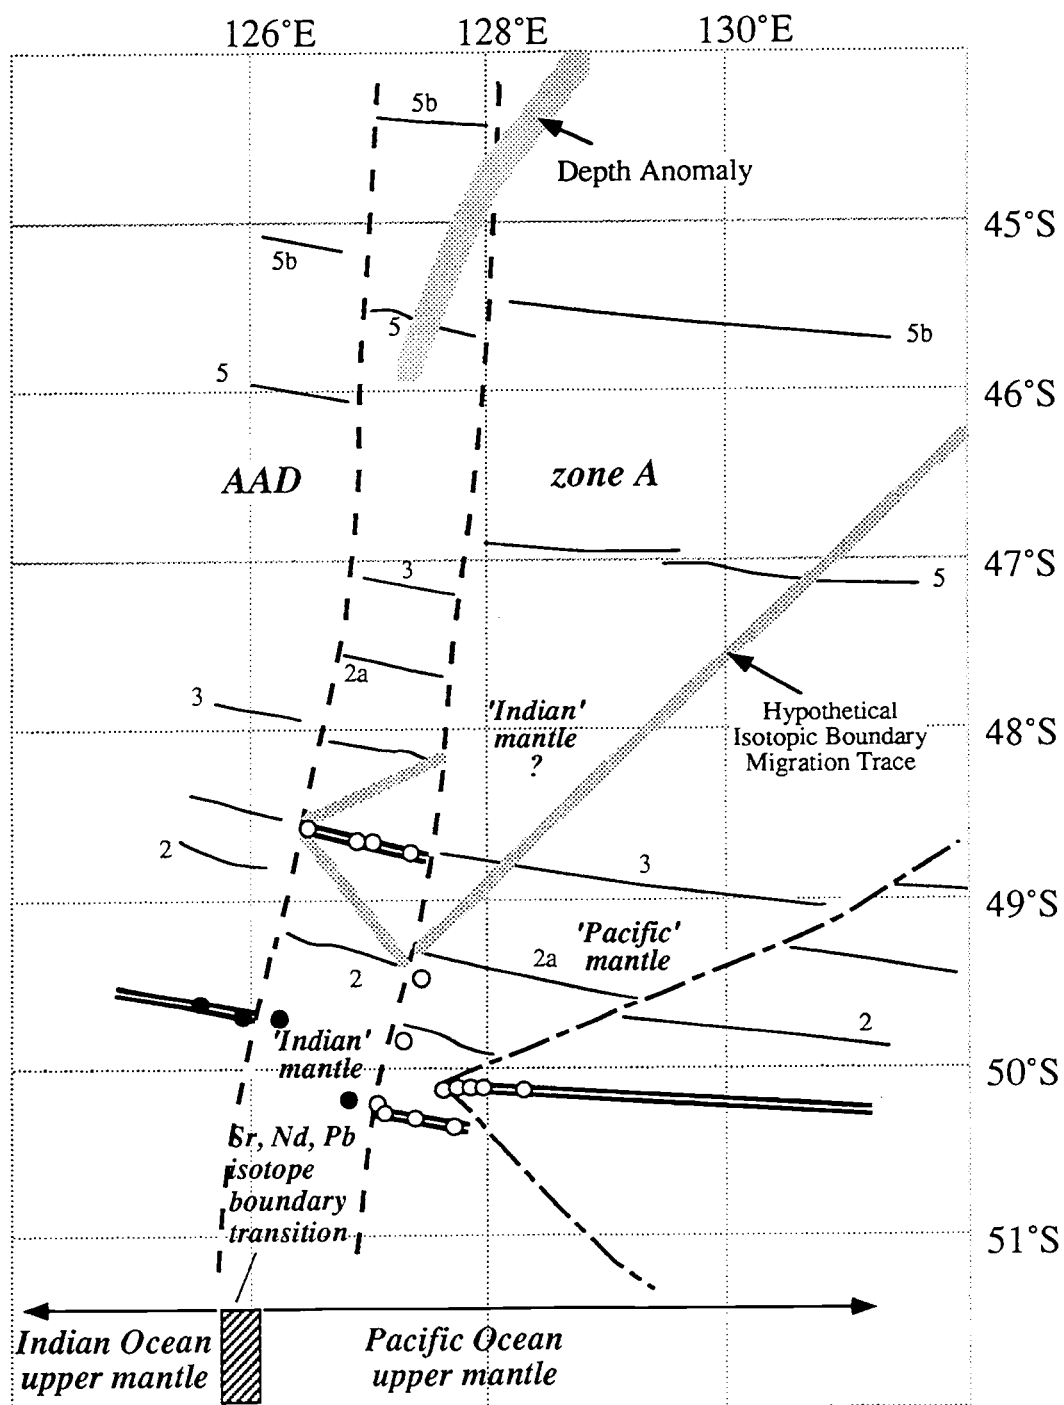 126°E 128°E 130°E
5b
Depth Anomaly
45°S
5b
5
5b
5
46°S
AAD
zone A
47°S
3
5
2a
3
'Indian'
mantle
?
Hypothetical
Isotopic Boundary
Migration Trace
48°S
2
3
49°S
'Pacific'
mantle
2a
2
2
'Indian'
mantle
50°S
Sr, Nd, Pb
isotope
boundary
transition
51°S
Indian Ocean
upper mantle
Pacific Ocean
upper mantle